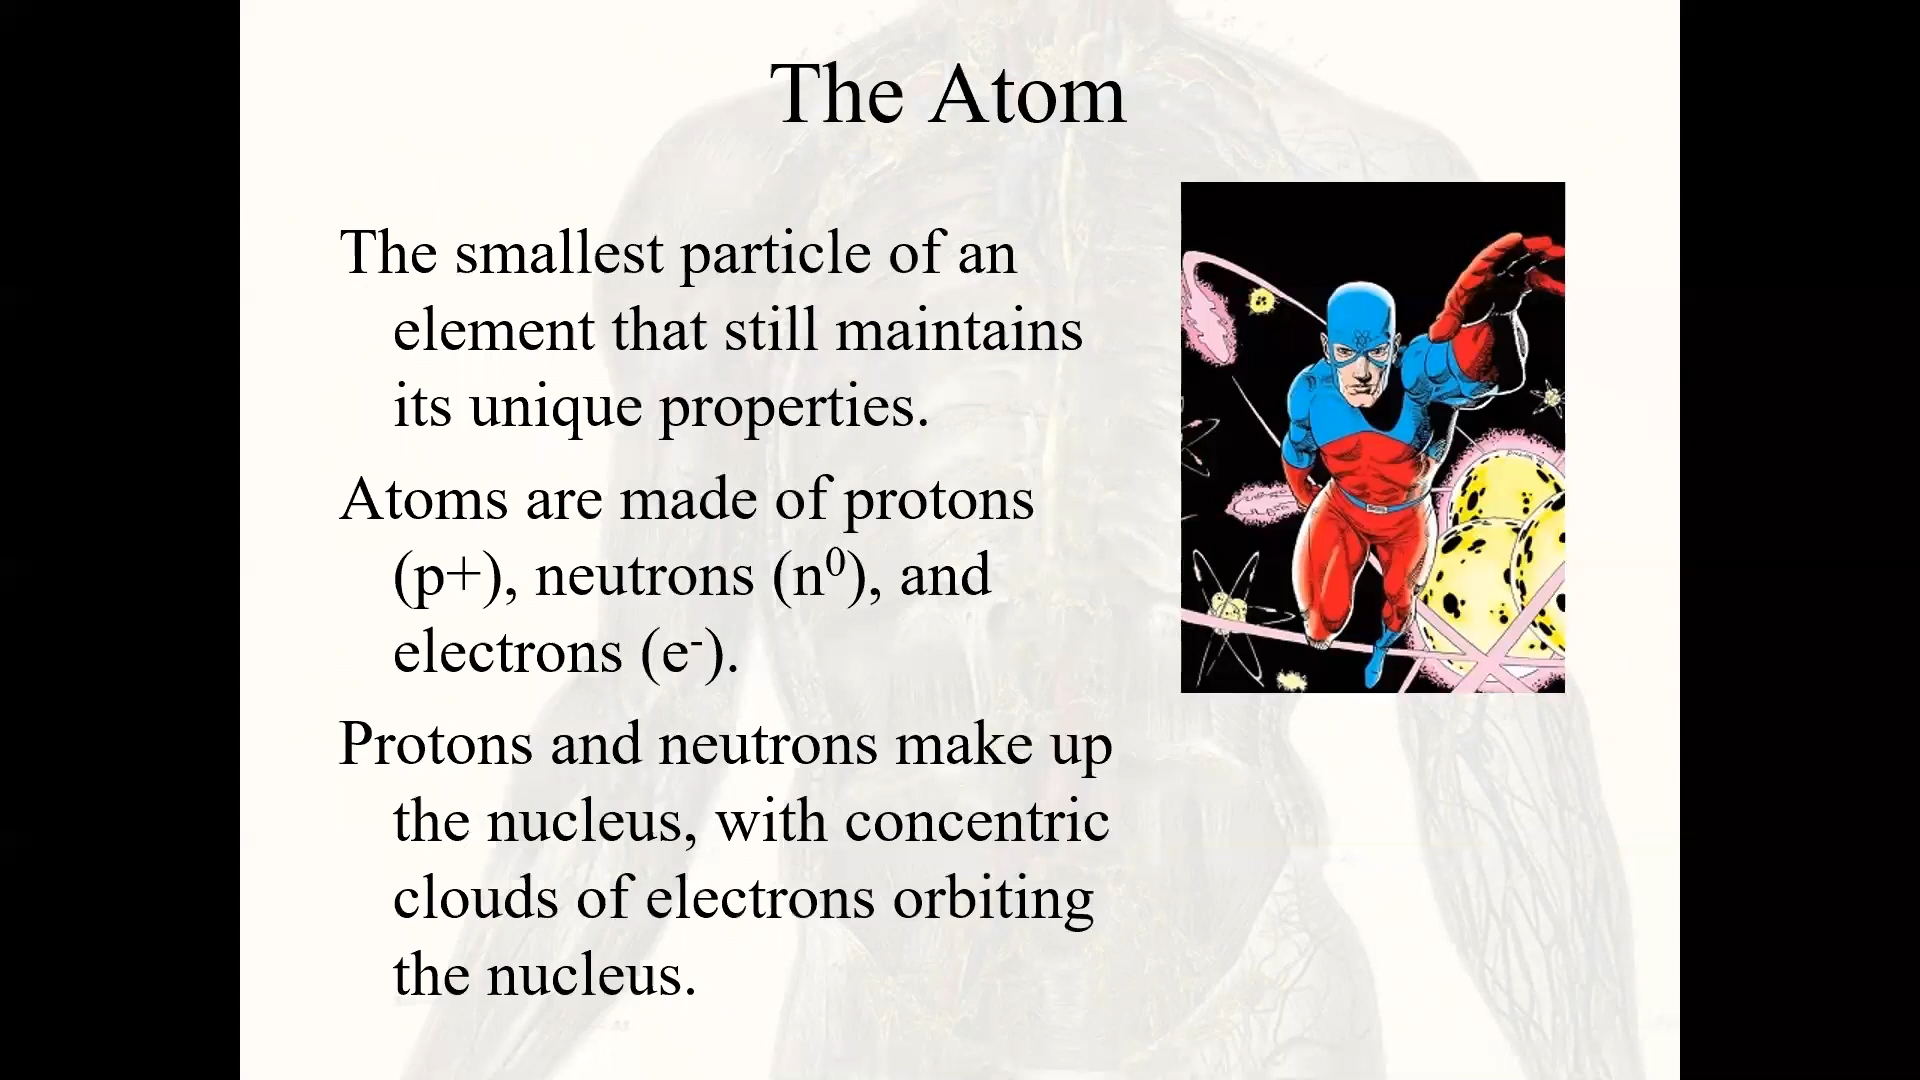 The Atom
The smallest particle of an
element that still maintains
its unique properties.
Atoms are made of protons
(p+), neutrons (n⁰), and
electrons (e⁻).
Protons and neutrons make up
the nucleus, with concentric
clouds of electrons orbiting
the nucleus.